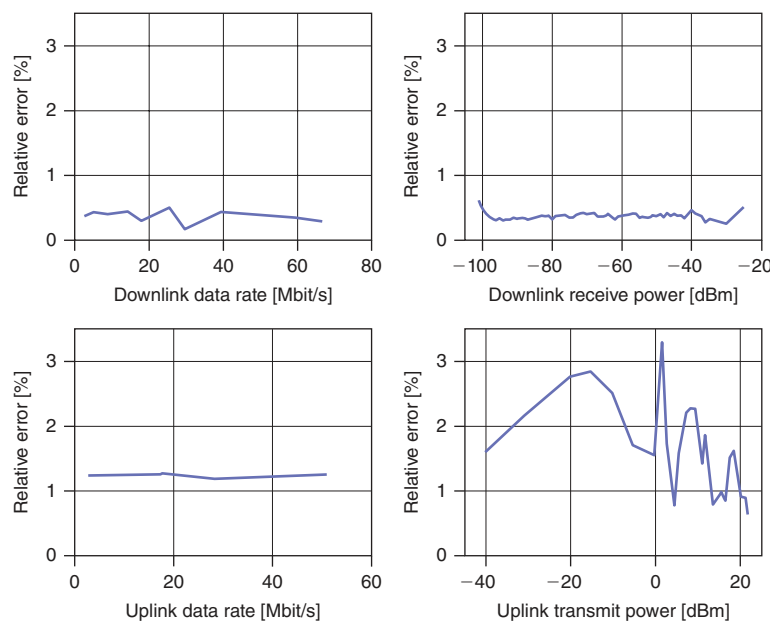 Relative error [%]
3
2
1
0
0 20 40 60 80
Downlink data rate [Mbit/s]
Relative error [%]
3
2
1
0
−100 −80 −60 −40 −20
Downlink receive power [dBm]
Relative error [%]
3
2
1
0
0 20 40 60
Uplink data rate [Mbit/s]
Relative error [%]
3
2
1
0
−40 −20 0 20
Uplink transmit power [dBm]